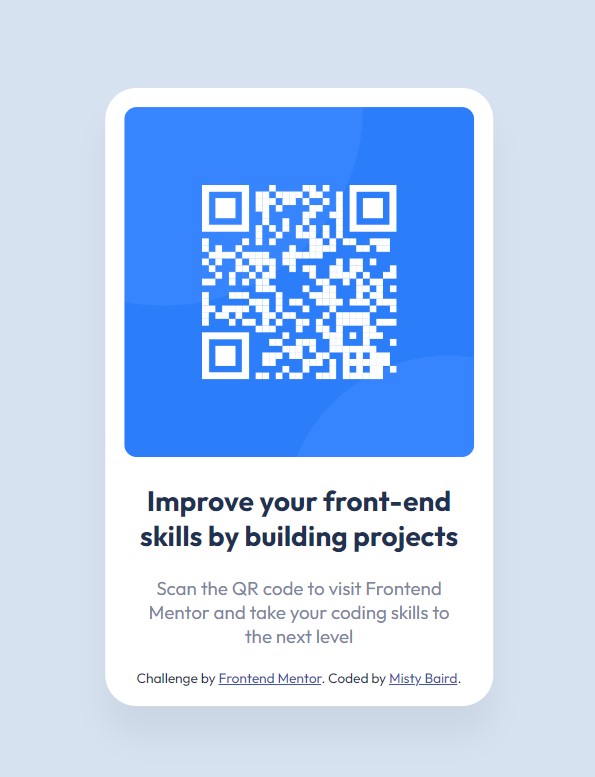 Improve your front-end
skills by building projects
Scan the QR code to visit Frontend
Mentor and take your coding skills to
the next level
Challenge by Frontend Mentor. Coded by Misty Baird.